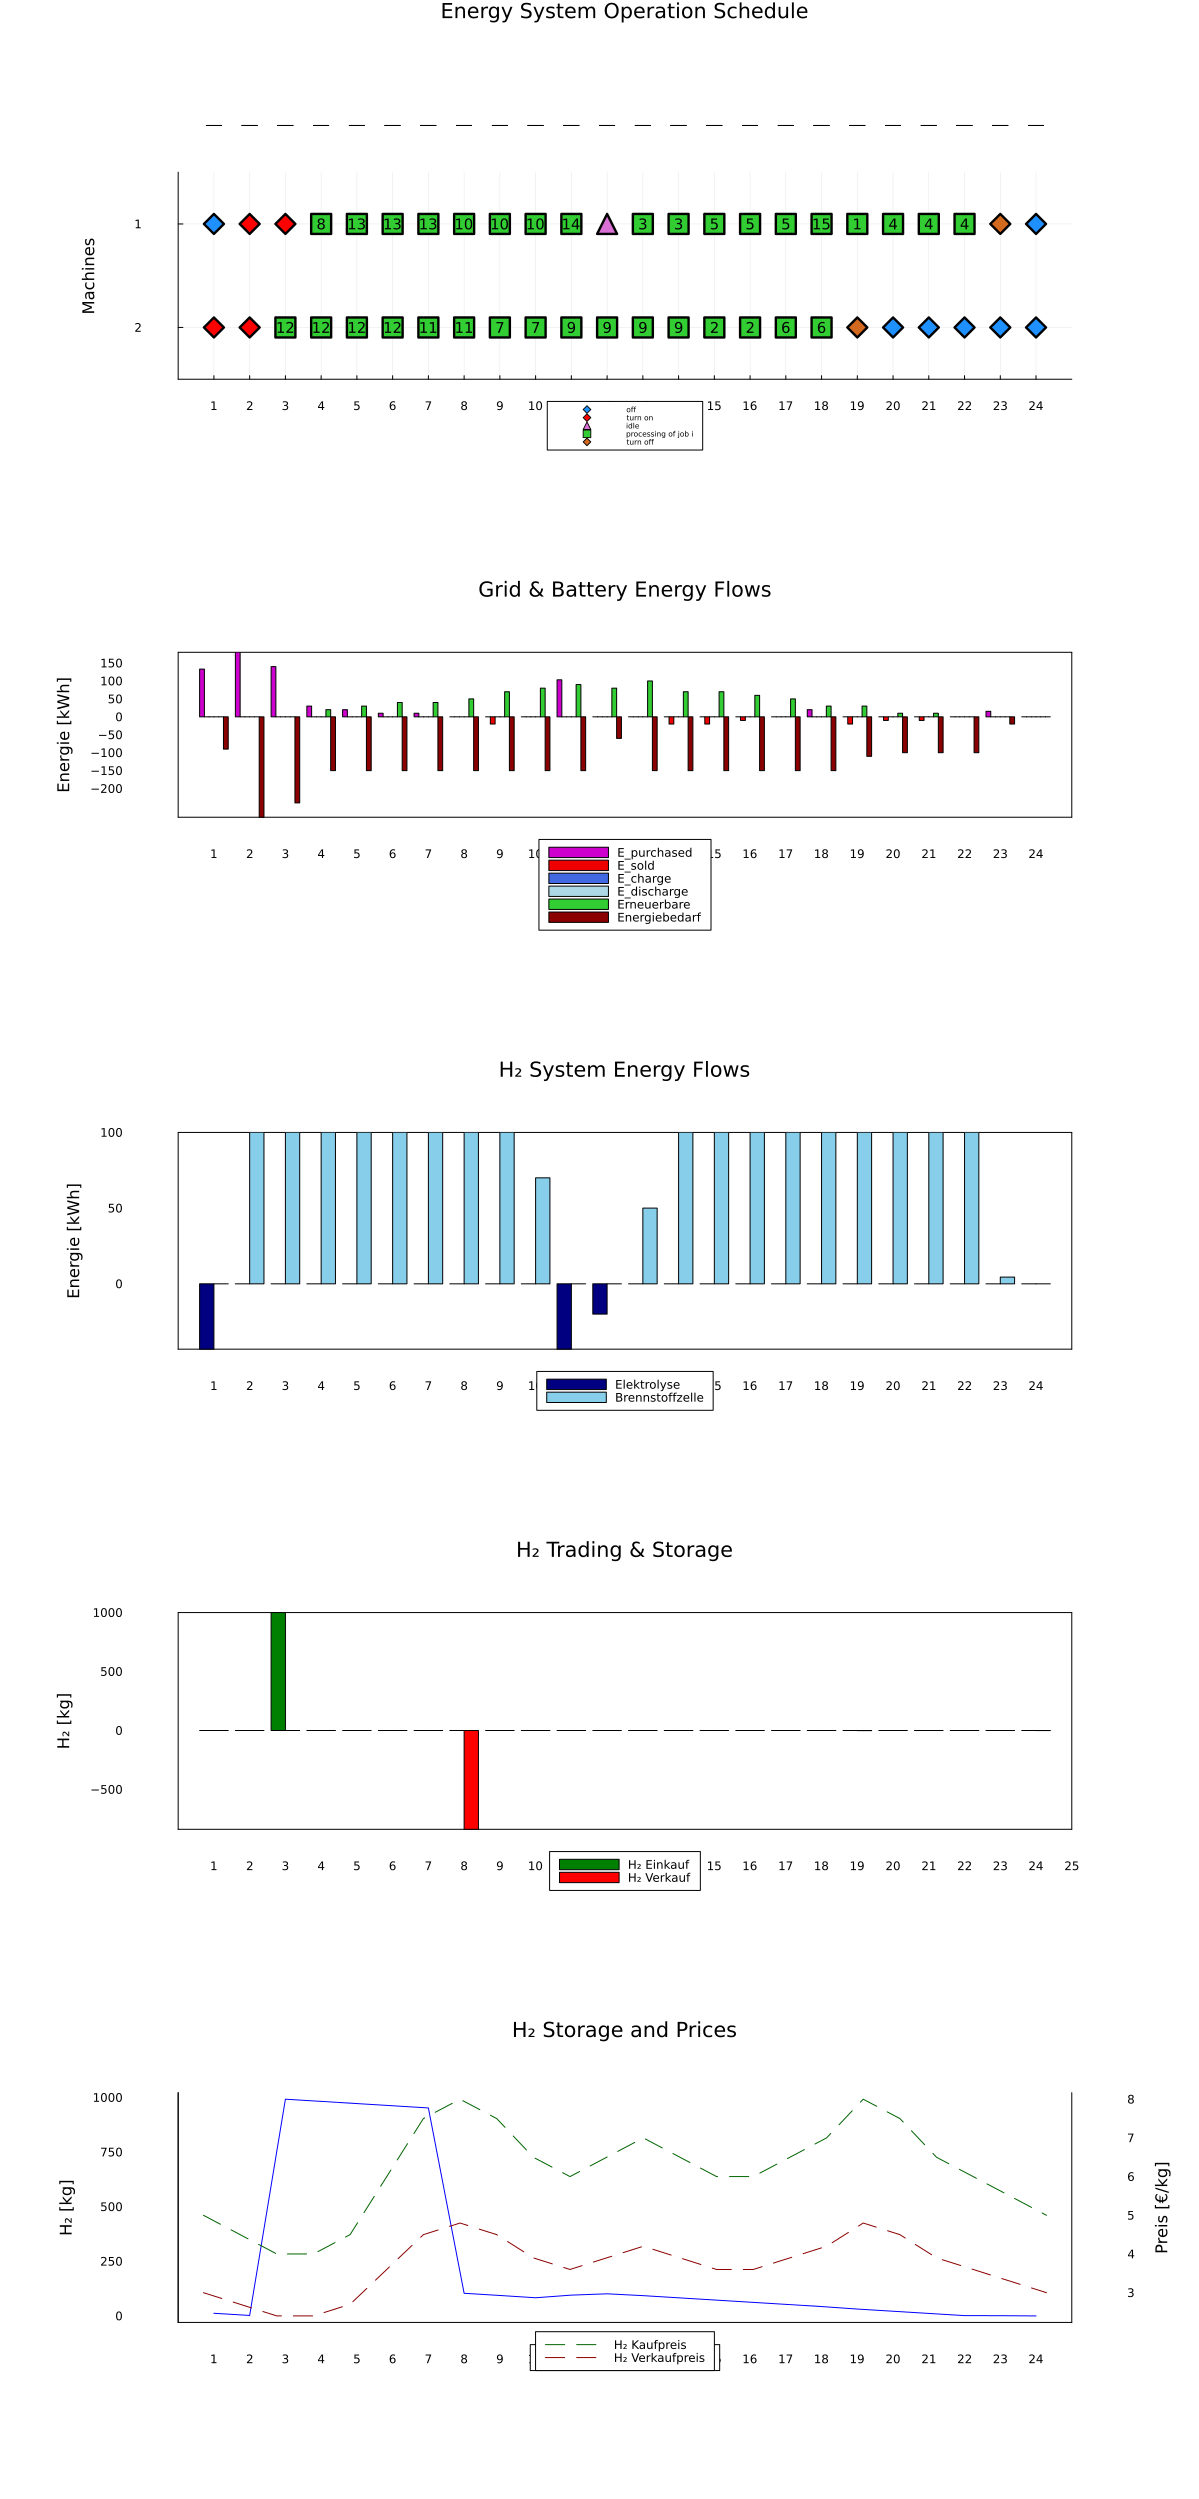 Energy System Operation Schedule
Machines
1
8 13 13 13 10 10 10 14 3 3 5 5 5 15 1 4 4 4
2
12 12 12 12 11 11 7 7 9 9 9 9 2 2 6 6
1 2 3 4 5 6 7 8 9 10 15 16 17 18 19 20 21 22 23 24
off
turn on
idle
processing of job i
turn off
Grid & Battery Energy Flows
Energie [kWh]
150
100
50
0
−50
−100
−150
−200
1 2 3 4 5 6 7 8 9 10 15 16 17 18 19 20 21 22 23 24
E_purchased
E_sold
E_charge
E_discharge
Erneuerbare
Energiebedarf
H₂ System Energy Flows
Energie [kWh]
100
50
0
1 2 3 4 5 6 7 8 9 1 5 16 17 18 19 20 21 22 23 24
Elektrolyse
Brennstoffzelle
H₂ Trading & Storage
H₂ [kg]
1000
500
0
−500
1 2 3 4 5 6 7 8 9 10 15 16 17 18 19 20 21 22 23 24 25
H₂ Einkauf
H₂ Verkauf
H₂ Storage and Prices
H₂ [kg]
1000
750
500
250
0
8
7
6
5
4
3
Preis [€/kg]
1 2 3 4 5 6 7 8 9 16 17 18 19 20 21 22 23 24
H₂ Kaufpreis
H₂ Verkaufpreis